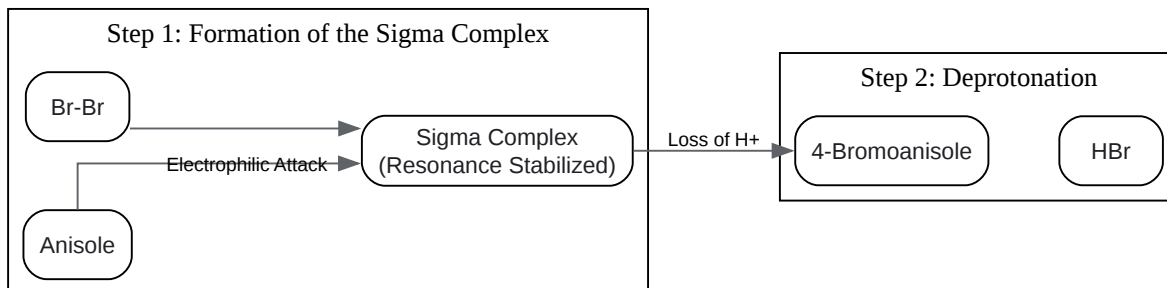 Step 1: Formation of the Sigma Complex
Br-Br
Electrophilic Attack
Anisole
Sigma Complex
(Resonance Stabilized)
Loss of H+
Step 2: Deprotonation
4-Bromoanisole
HBr